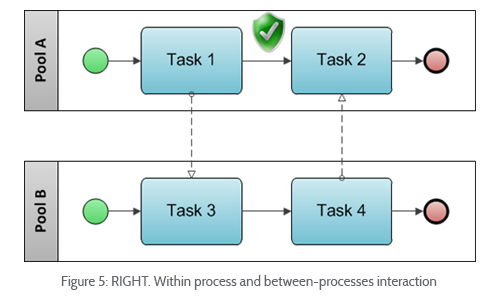 Pool A
Task 1
Task 2
Pool B
Task 3
Task 4
Figure 5: RIGHT. Within process and between-processes interaction